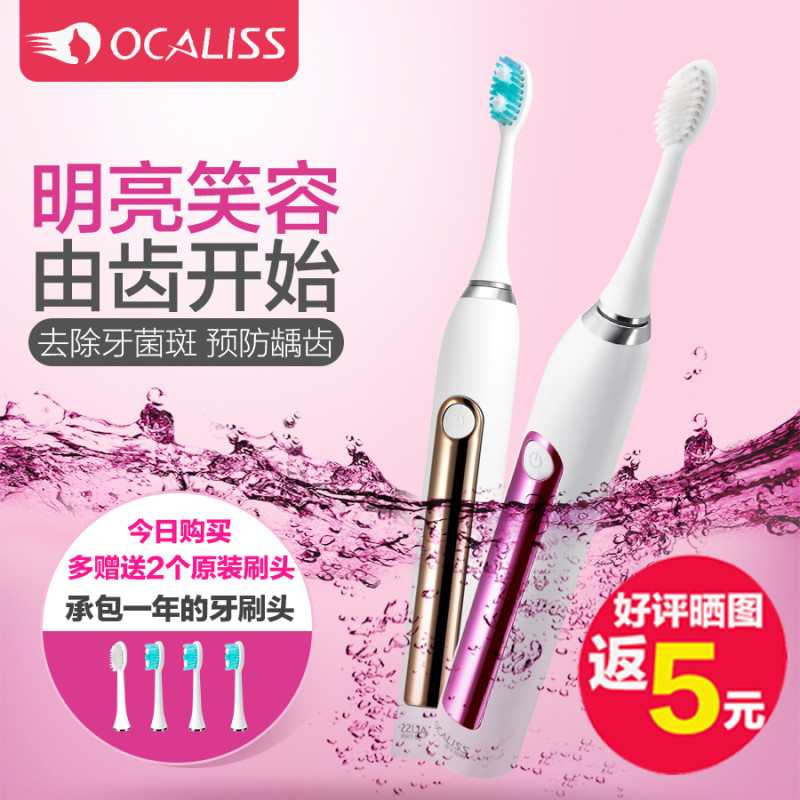 OCALISS
明亮笑容
由齿开始
去除牙菌斑 预防龋齿
今日购买
多赠送2个原装刷头
承包一年的牙刷头
好评晒图
返5元
OCALISS